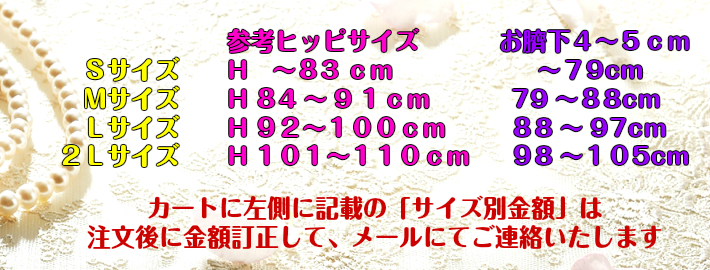 参考ヒッピサイズ お臍下４～５ｃｍ
Ｓサイズ Ｈ ～８３ｃｍ ～７９cm
Ｍサイズ Ｈ８４～９１ｃｍ ７９～８８cm
Ｌサイズ Ｈ９２～１００ｃｍ ８８～９７cm
２Ｌサイズ Ｈ１０１～１１０ｃｍ ９８～１０５cm
カートに左側に記載の「サイズ別金額」は
注文後に金額訂正して、メールにてご連絡いたします